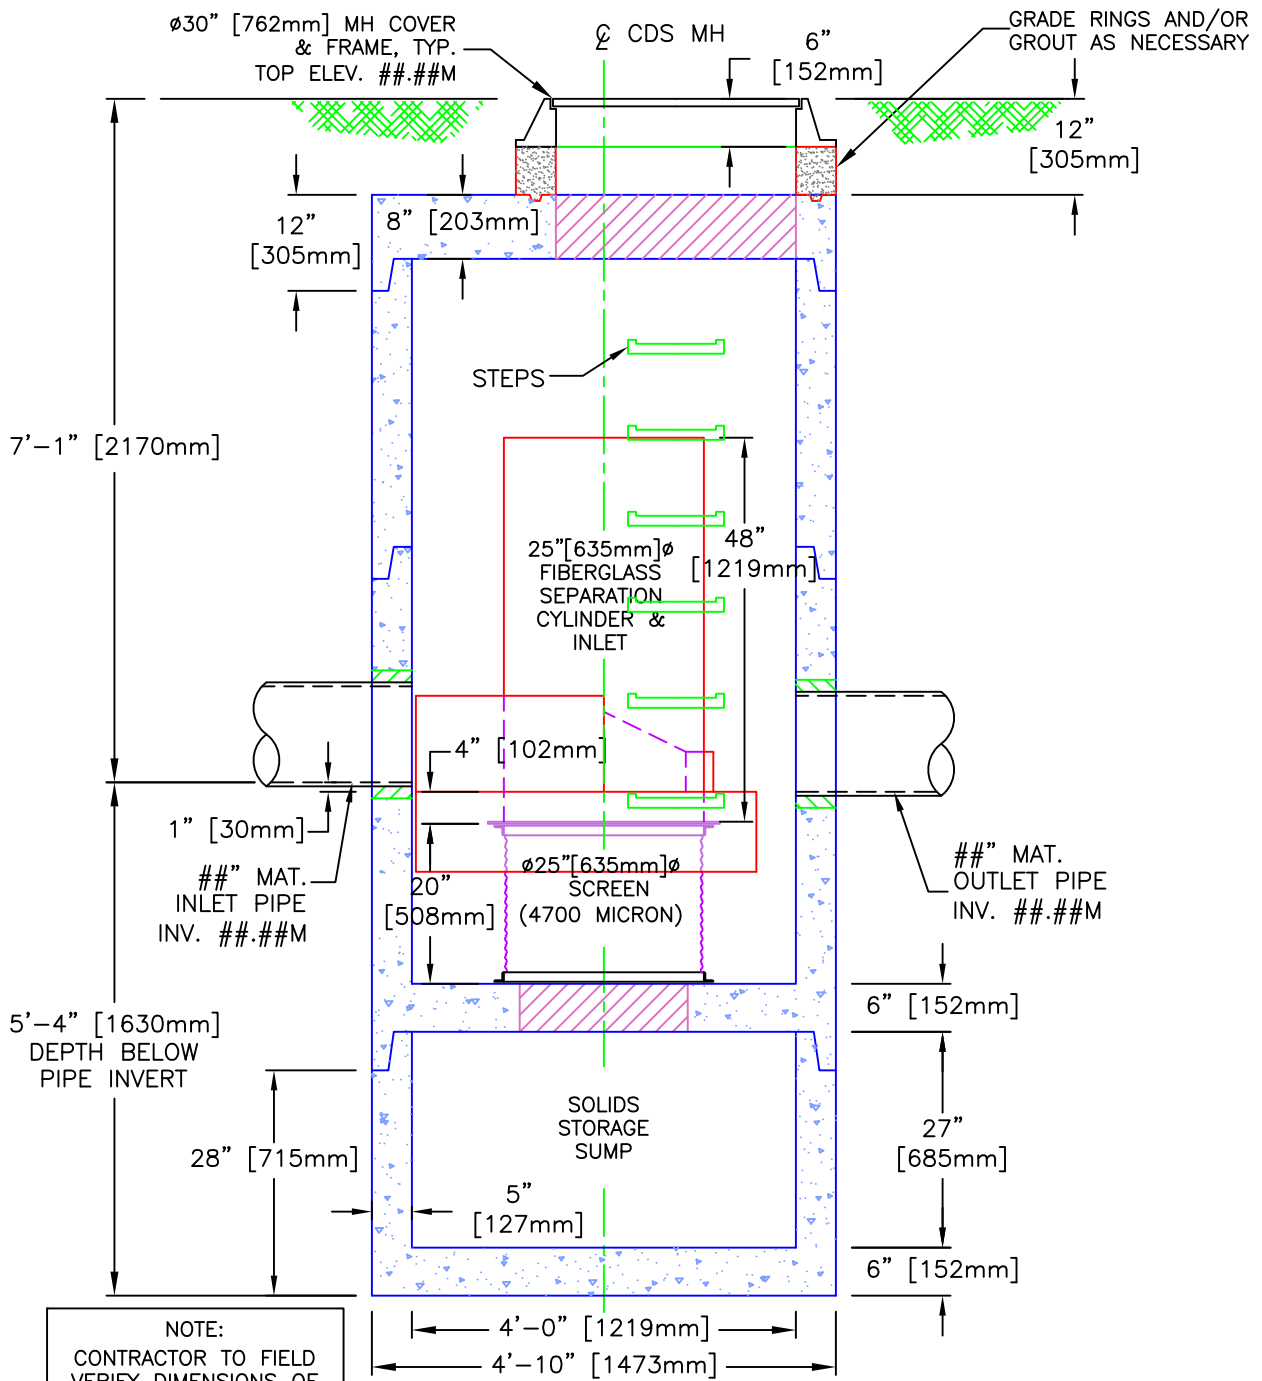 ø30" [762mm] MH COVER
& FRAME, TYP.
TOP ELEV. ##.##M
℄ CDS MH
6"
[152mm]
GRADE RINGS AND/OR
GROUT AS NECESSARY
12"
[305mm]
12"
[305mm]
8" [203mm]
STEPS
7'-1" [2170mm]
25"[635mm]ø
FIBERGLASS
SEPARATION
CYLINDER &
INLET
48"
[1219mm]
4" [102mm]
1" [30mm]
##" MAT.
INLET PIPE
INV. ##.##M
ø25"[635mm]ø
SCREEN
(4700 MICRON)
20"
[508mm]
##" MAT.
OUTLET PIPE
INV. ##.##M
5'-4" [1630mm]
DEPTH BELOW
PIPE INVERT
6" [152mm]
SOLIDS
STORAGE
SUMP
28" [715mm]
27"
[685mm]
5"
[127mm]
6" [152mm]
4'-0" [1219mm]
4'-10" [1473mm]
NOTE:
CONTRACTOR TO FIELD
VERIFY DIMENSIONS OF